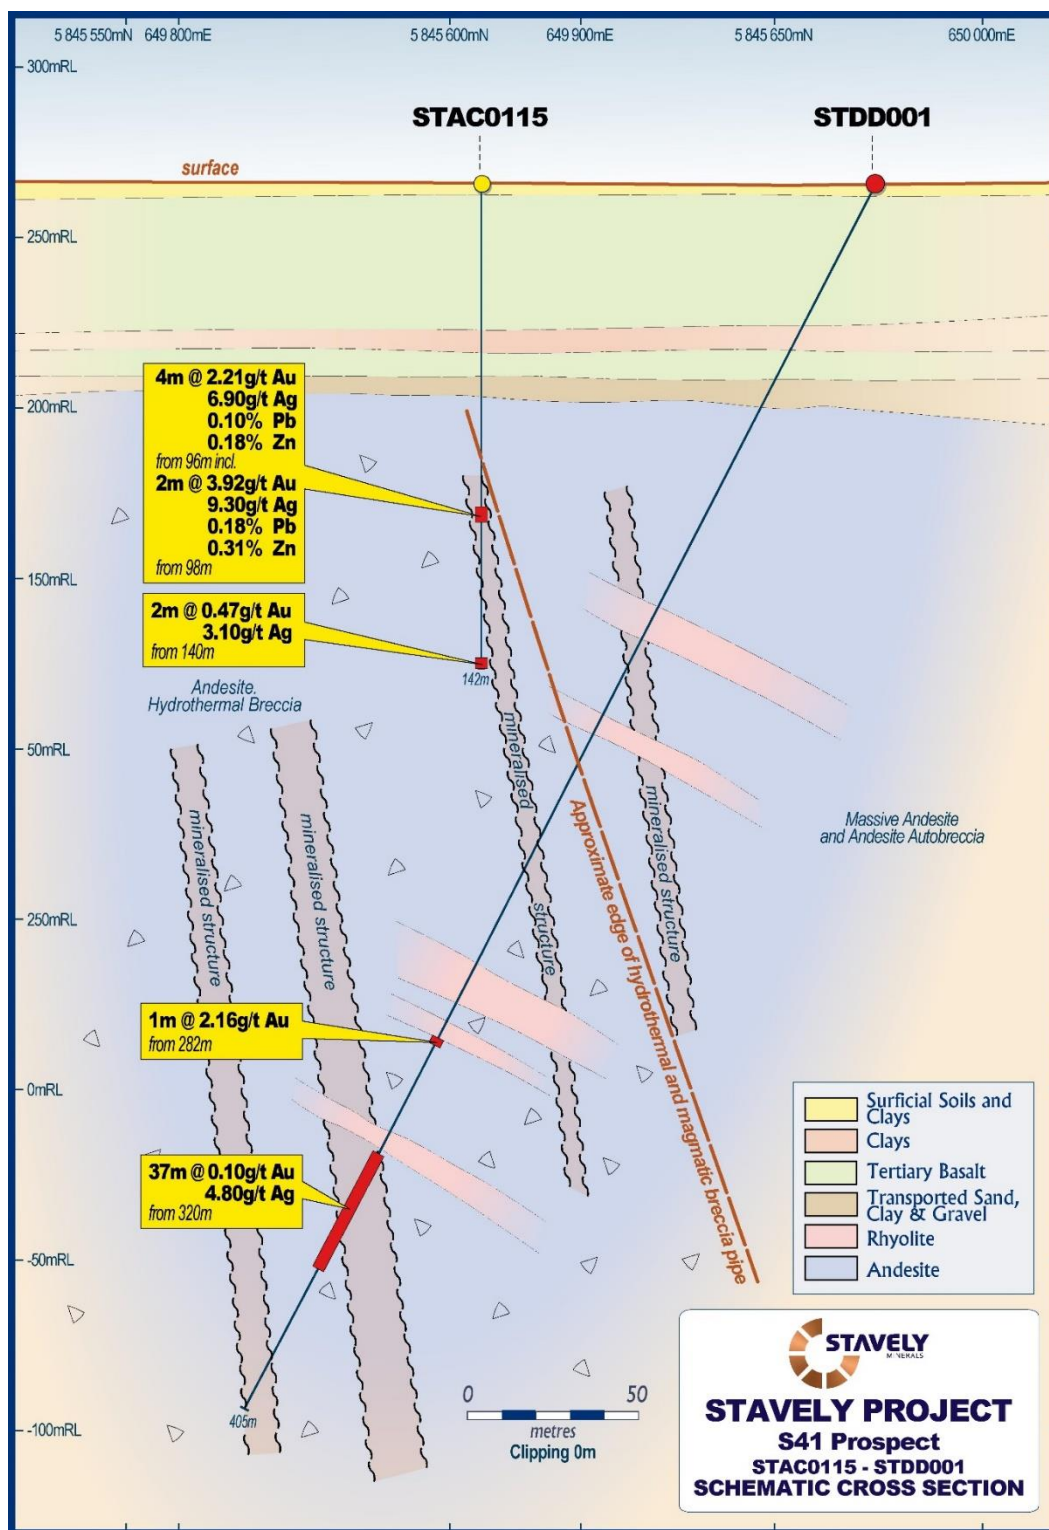 5 845 550mN 649 800mE 5 845 600mN 649 900mE 5 845 650mN 650 000mE
300mRL
STAC0115 STDD001
surface
250mRL
4m @ 2.21g/t Au
6.90g/t Ag
0.10% Pb
0.18% Zn
from 96m incl.
2m @ 3.92g/t Au
9.30g/t Ag
0.18% Pb
0.31% Zn
from 98m
200mRL
150mRL
2m @ 0.47g/t Au
3.10g/t Ag
from 140m
142m
Andesite.
Hydrothermal Breccia
50mRL
mineralised structure
mineralised structure
mineralised structure
mineralised structure
Approximate edge of hydrothermal and magmatic breccia pipe
Massive Andesite
and Andesite Autobreccia
250mRL
1m @ 2.16g/t Au
from 282m
0mRL
37m @ 0.10g/t Au
4.80g/t Ag
from 320m
-50mRL
405m
-100mRL
Surficial Soils and
Clays
Clays
Tertiary Basalt
Transported Sand,
Clay & Gravel
Rhyolite
Andesite
0 50
metres
Clipping 0m
STAVELY
MINERALS
STAVELY PROJECT
S41 Prospect
STAC0115 - STDD001
SCHEMATIC CROSS SECTION